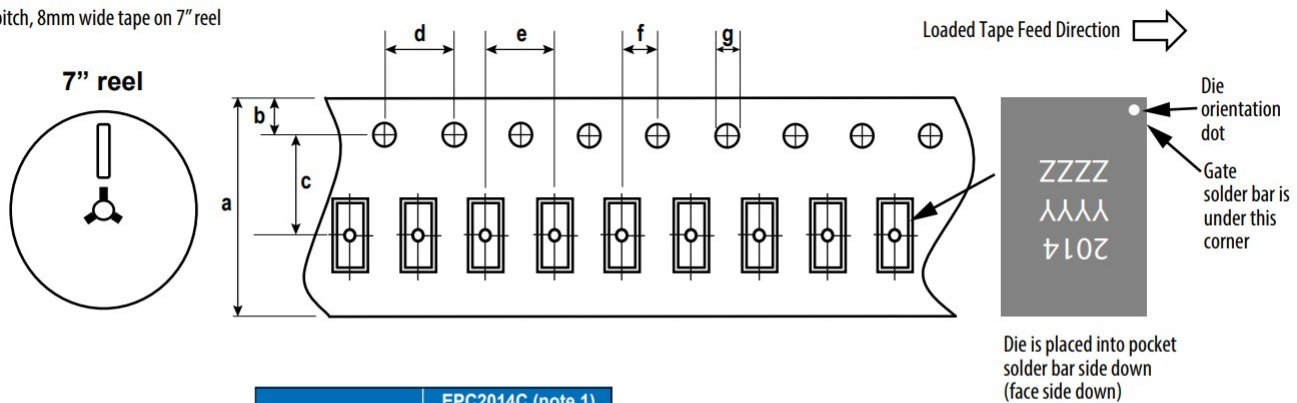 pitch, 8mm wide tape on 7” reel
7” reel
a
b
c
d
e
f
g
Loaded Tape Feed Direction
Die
orientation
dot
Gate
solder bar is
under this
corner
2014
YYYY
ZZZZ
Die is placed into pocket
solder bar side down
(face side down)
EPC2014C (note 1)